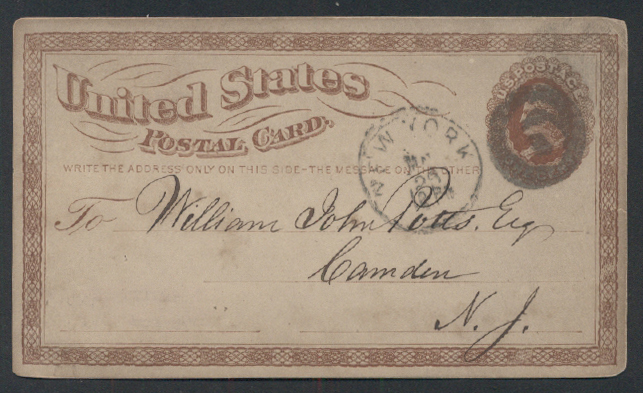 United States
Postal Card.
U.S. POSTAGE
WRITE THE ADDRESS ONLY ON THIS SIDE-THE MESSAGE ON THE OTHER
NEW YORK
To William John Potts, Esq
Camden
N. J.